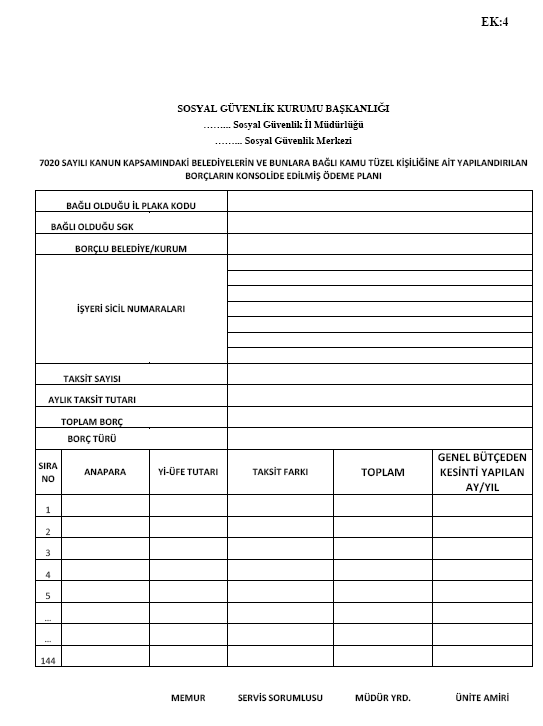 EK:4
SOSYAL GÜVENLİK KURUMU BAŞKANLIĞI
……... Sosyal Güvenlik İl Müdürlüğü
……... Sosyal Güvenlik Merkezi
7020 SAYILI KANUN KAPSAMINDAKİ BELEDİYELERİN VE BUNLARA BAĞLI KAMU TÜZEL KİŞİLİĞİNE AİT YAPILANDIRILAN
BORÇLARIN KONSOLİDE EDİLMİŞ ÖDEME PLANI
BAĞLI OLDUĞU İL PLAKA KODU
BAĞLI OLDUĞU SGK
BORÇLU BELEDİYE/KURUM
İŞYERİ SİCİL NUMARALARI
TAKSİT SAYISI
AYLIK TAKSİT TUTARI
TOPLAM BORÇ
BORÇ TÜRÜ
SIRA
NO
ANAPARA
Yİ-ÜFE TUTARI
TAKSİT FARKI
TOPLAM
GENEL BÜTÇEDEN
KESİNTİ YAPILAN
AY/YIL
1
2
3
4
5
…
…
144
MEMUR SERVİS SORUMLUSU MÜDÜR YRD. ÜNİTE AMİRİ